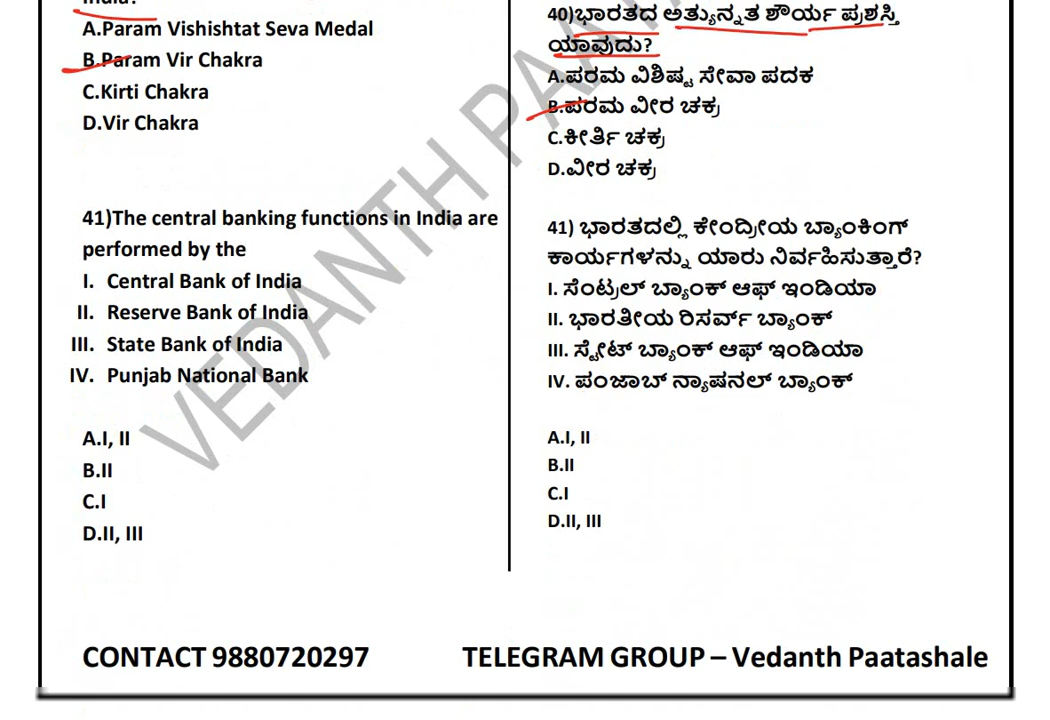 India?
A.Param Vishishtat Seva Medal
B.Param Vir Chakra
C.Kirti Chakra
D.Vir Chakra
41)The central banking functions in India are
performed by the
I. Central Bank of India
II. Reserve Bank of India
III. State Bank of India
IV. Punjab National Bank
A.I, II
B.II
C.I
D.II, III
40)ಭಾರತದ ಅತ್ಯುನ್ನತ ಶೌರ್ಯ ಪ್ರಶಸ್ತಿ
ಯಾವುದು?
A.ಪರಮ ವಿಶಿಷ್ಟ ಸೇವಾ ಪದಕ
B.ಪರಮ ವೀರ ಚಕ್ರ
C.ಕೀರ್ತಿ ಚಕ್ರ
D.ವೀರ ಚಕ್ರ
41) ಭಾರತದಲ್ಲಿ ಕೇಂದ್ರೀಯ ಬ್ಯಾಂಕಿಂಗ್
ಕಾರ್ಯಗಳನ್ನು ಯಾರು ನಿರ್ವಹಿಸುತ್ತಾರೆ?
I. ಸೆಂಟ್ರಲ್ ಬ್ಯಾಂಕ್ ಆಫ್ ಇಂಡಿಯಾ
II. ಭಾರತೀಯ ರಿಸರ್ವ್ ಬ್ಯಾಂಕ್
III. ಸ್ಟೇಟ್ ಬ್ಯಾಂಕ್ ಆಫ್ ಇಂಡಿಯಾ
IV. ಪಂಜಾಬ್ ನ್ಯಾಷನಲ್ ಬ್ಯಾಂಕ್
A.I, II
B.II
C.I
D.II, III
VEDANTH
CONTACT 9880720297 TELEGRAM GROUP – Vedanth Paatashale